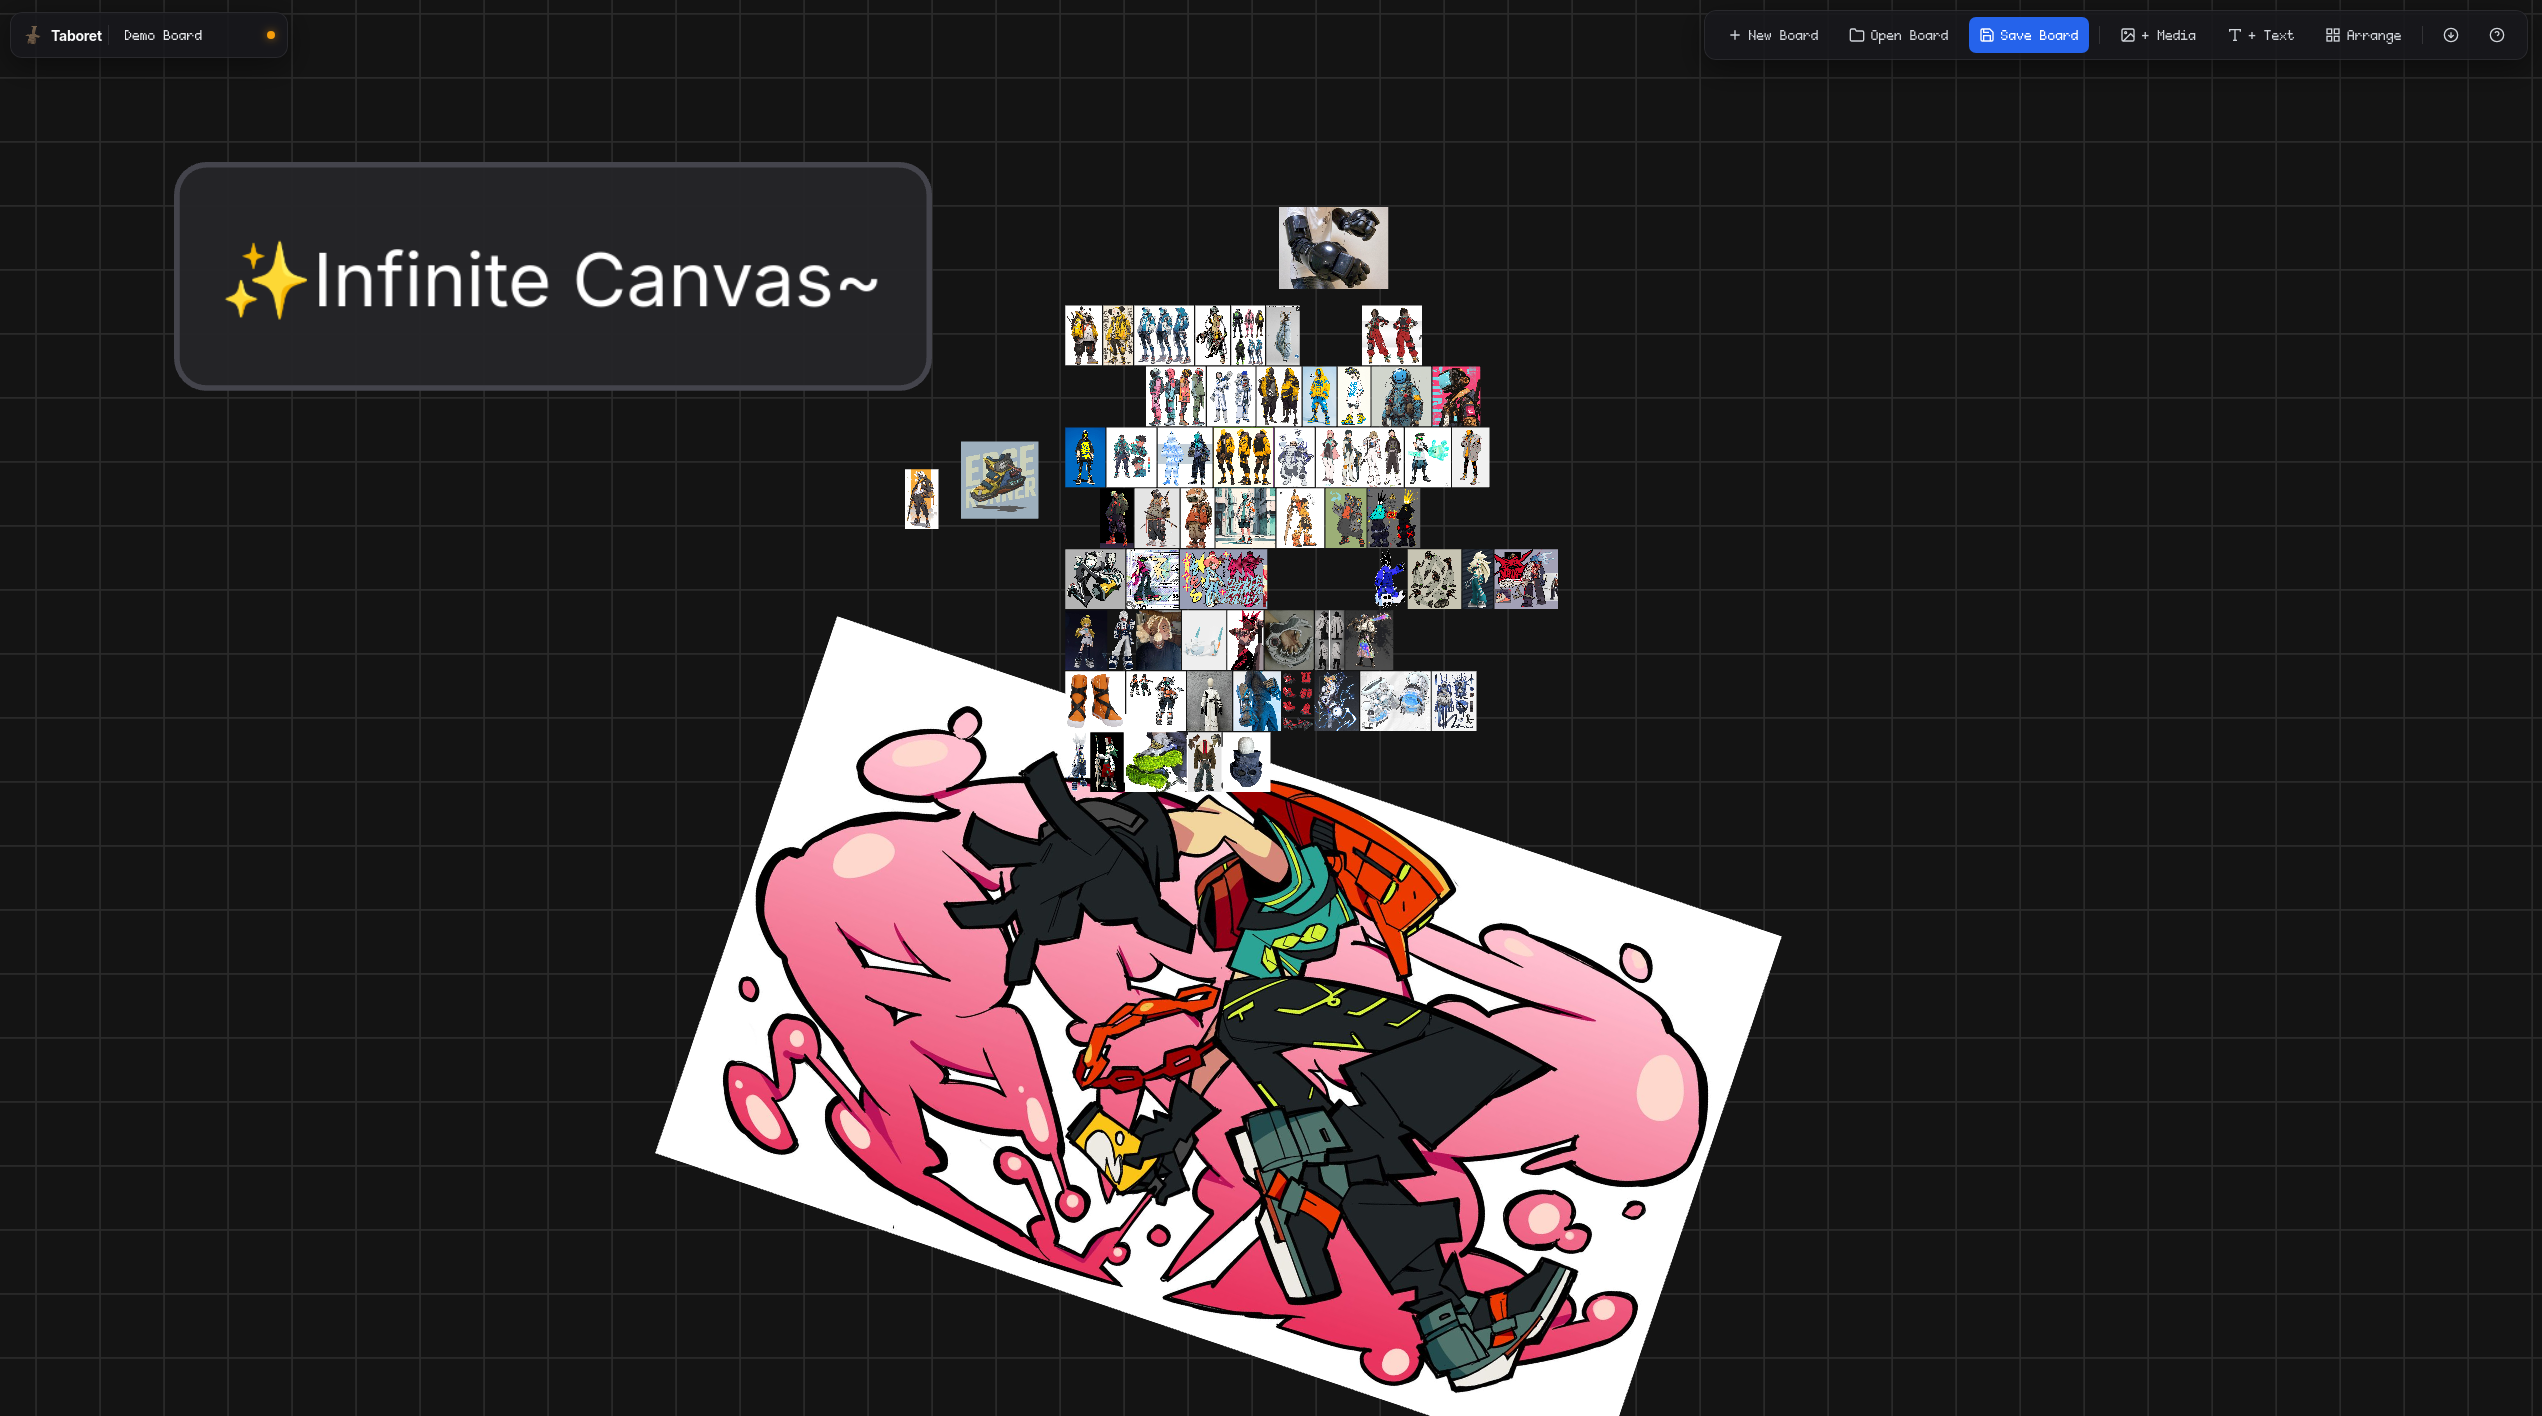 Taboret
Demo Board
New Board
Open Board
Save Board
+ Media
+ Text
Arrange
✨Infinite Canvas~